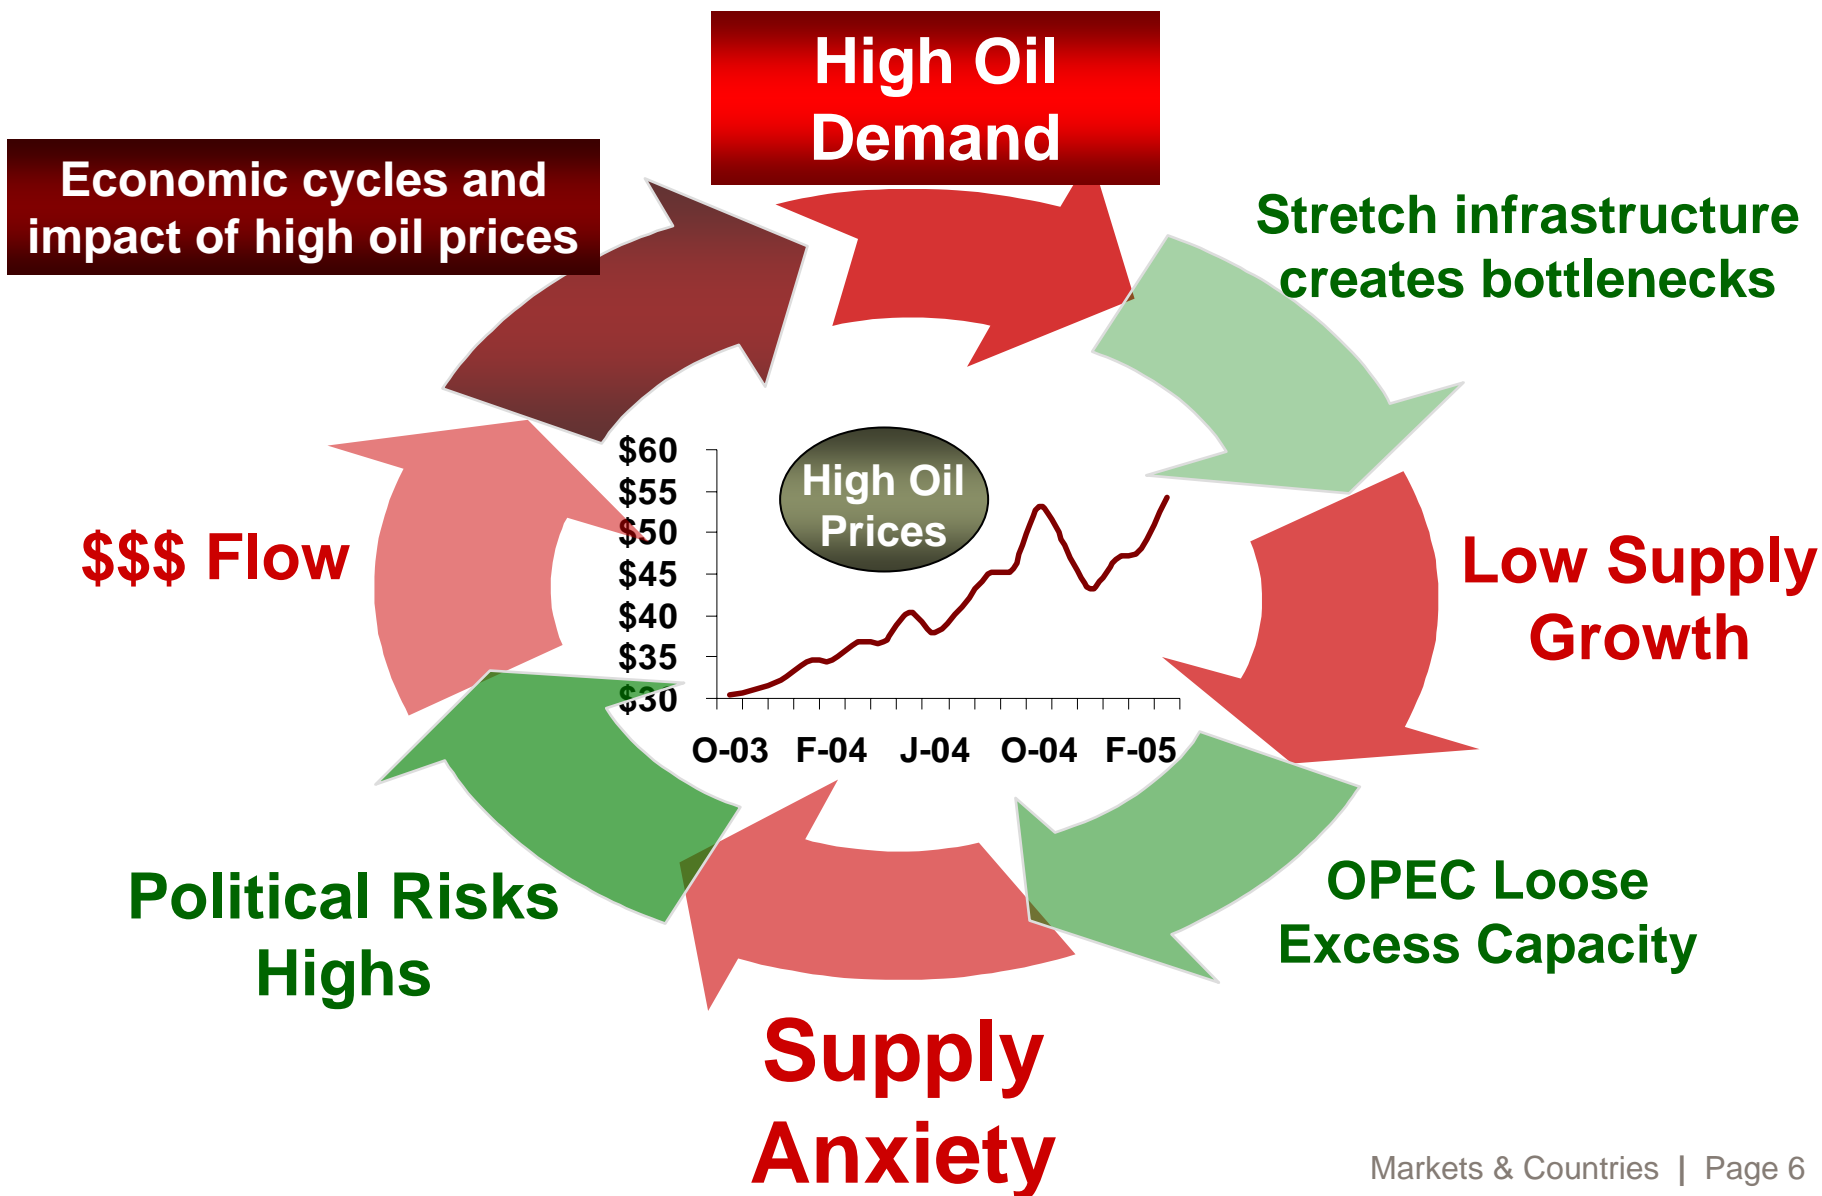 High Oil
Demand
Economic cycles and
impact of high oil prices
Stretch infrastructure
creates bottlenecks
$60
$55
$50
$45
$40
$35
$30
High Oil
Prices
$$$ Flow
Low Supply
Growth
O-03 F-04 J-04 O-04 F-05
Political Risks
Highs
OPEC Loose
Excess Capacity
Supply
Anxiety
Markets & Countries | Page 6